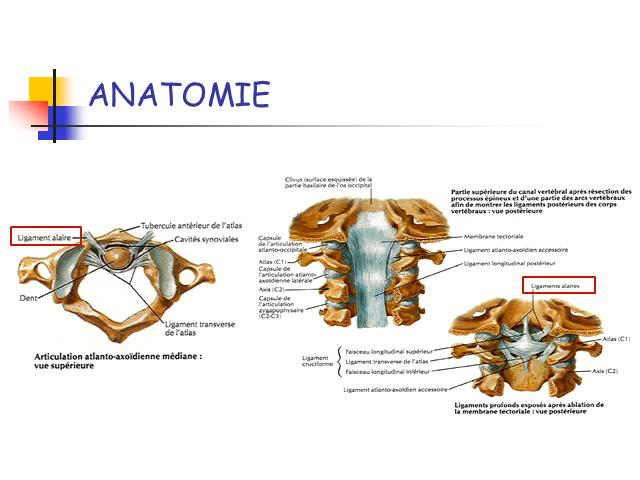 ANATOMIE
Clivus (surface esquissée) de la
partie basilaire de l'os occipital
Partie supérieure du canal vertébral après résection des
processus épineux et d'une partie des arcs vertébraux
afin de montrer les ligaments postérieurs des corps
vertébraux : vue postérieure
Ligament alaire
Tubercule antérieur de l'atlas
Cavités synoviales
Dent
Ligament transverse
de l'atlas
Articulation atlanto-axoïdienne médiane :
vue supérieure
Capsule
de l'articulation
atlanto-occipitale
Atlas (C1)
Capsule de
l'articulation atlanto-
axoïdienne latérale
Axis (C2)
Capsule de
l'articulation
zygapophysaire
(C2-C3)
Membrane tectoriale
Ligament atlanto-axoïdien accessoire
Ligament longitudinal postérieur
Ligaments alaires
Atlas (C1)
Axis (C2)
Ligament
cruciforme
Faisceau longitudinal supérieur
Ligament transverse de l'atlas
Faisceau longitudinal inférieur
Ligament atlanto-axoïdien accessoire
Ligaments profonds exposés après ablation de
la membrane tectoriale : vue postérieure